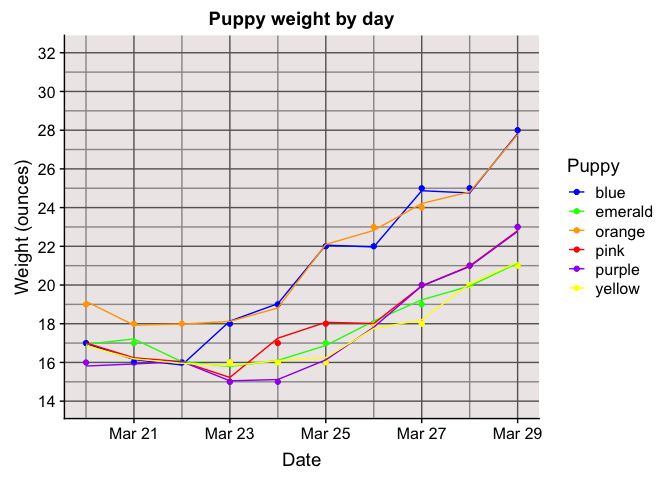 Puppy weight by day
Weight (ounces)
32
30
28
26
24
22
20
18
16
14
Mar 21 Mar 23 Mar 25 Mar 27 Mar 29
Date
Puppy
blue
emerald
orange
pink
purple
yellow